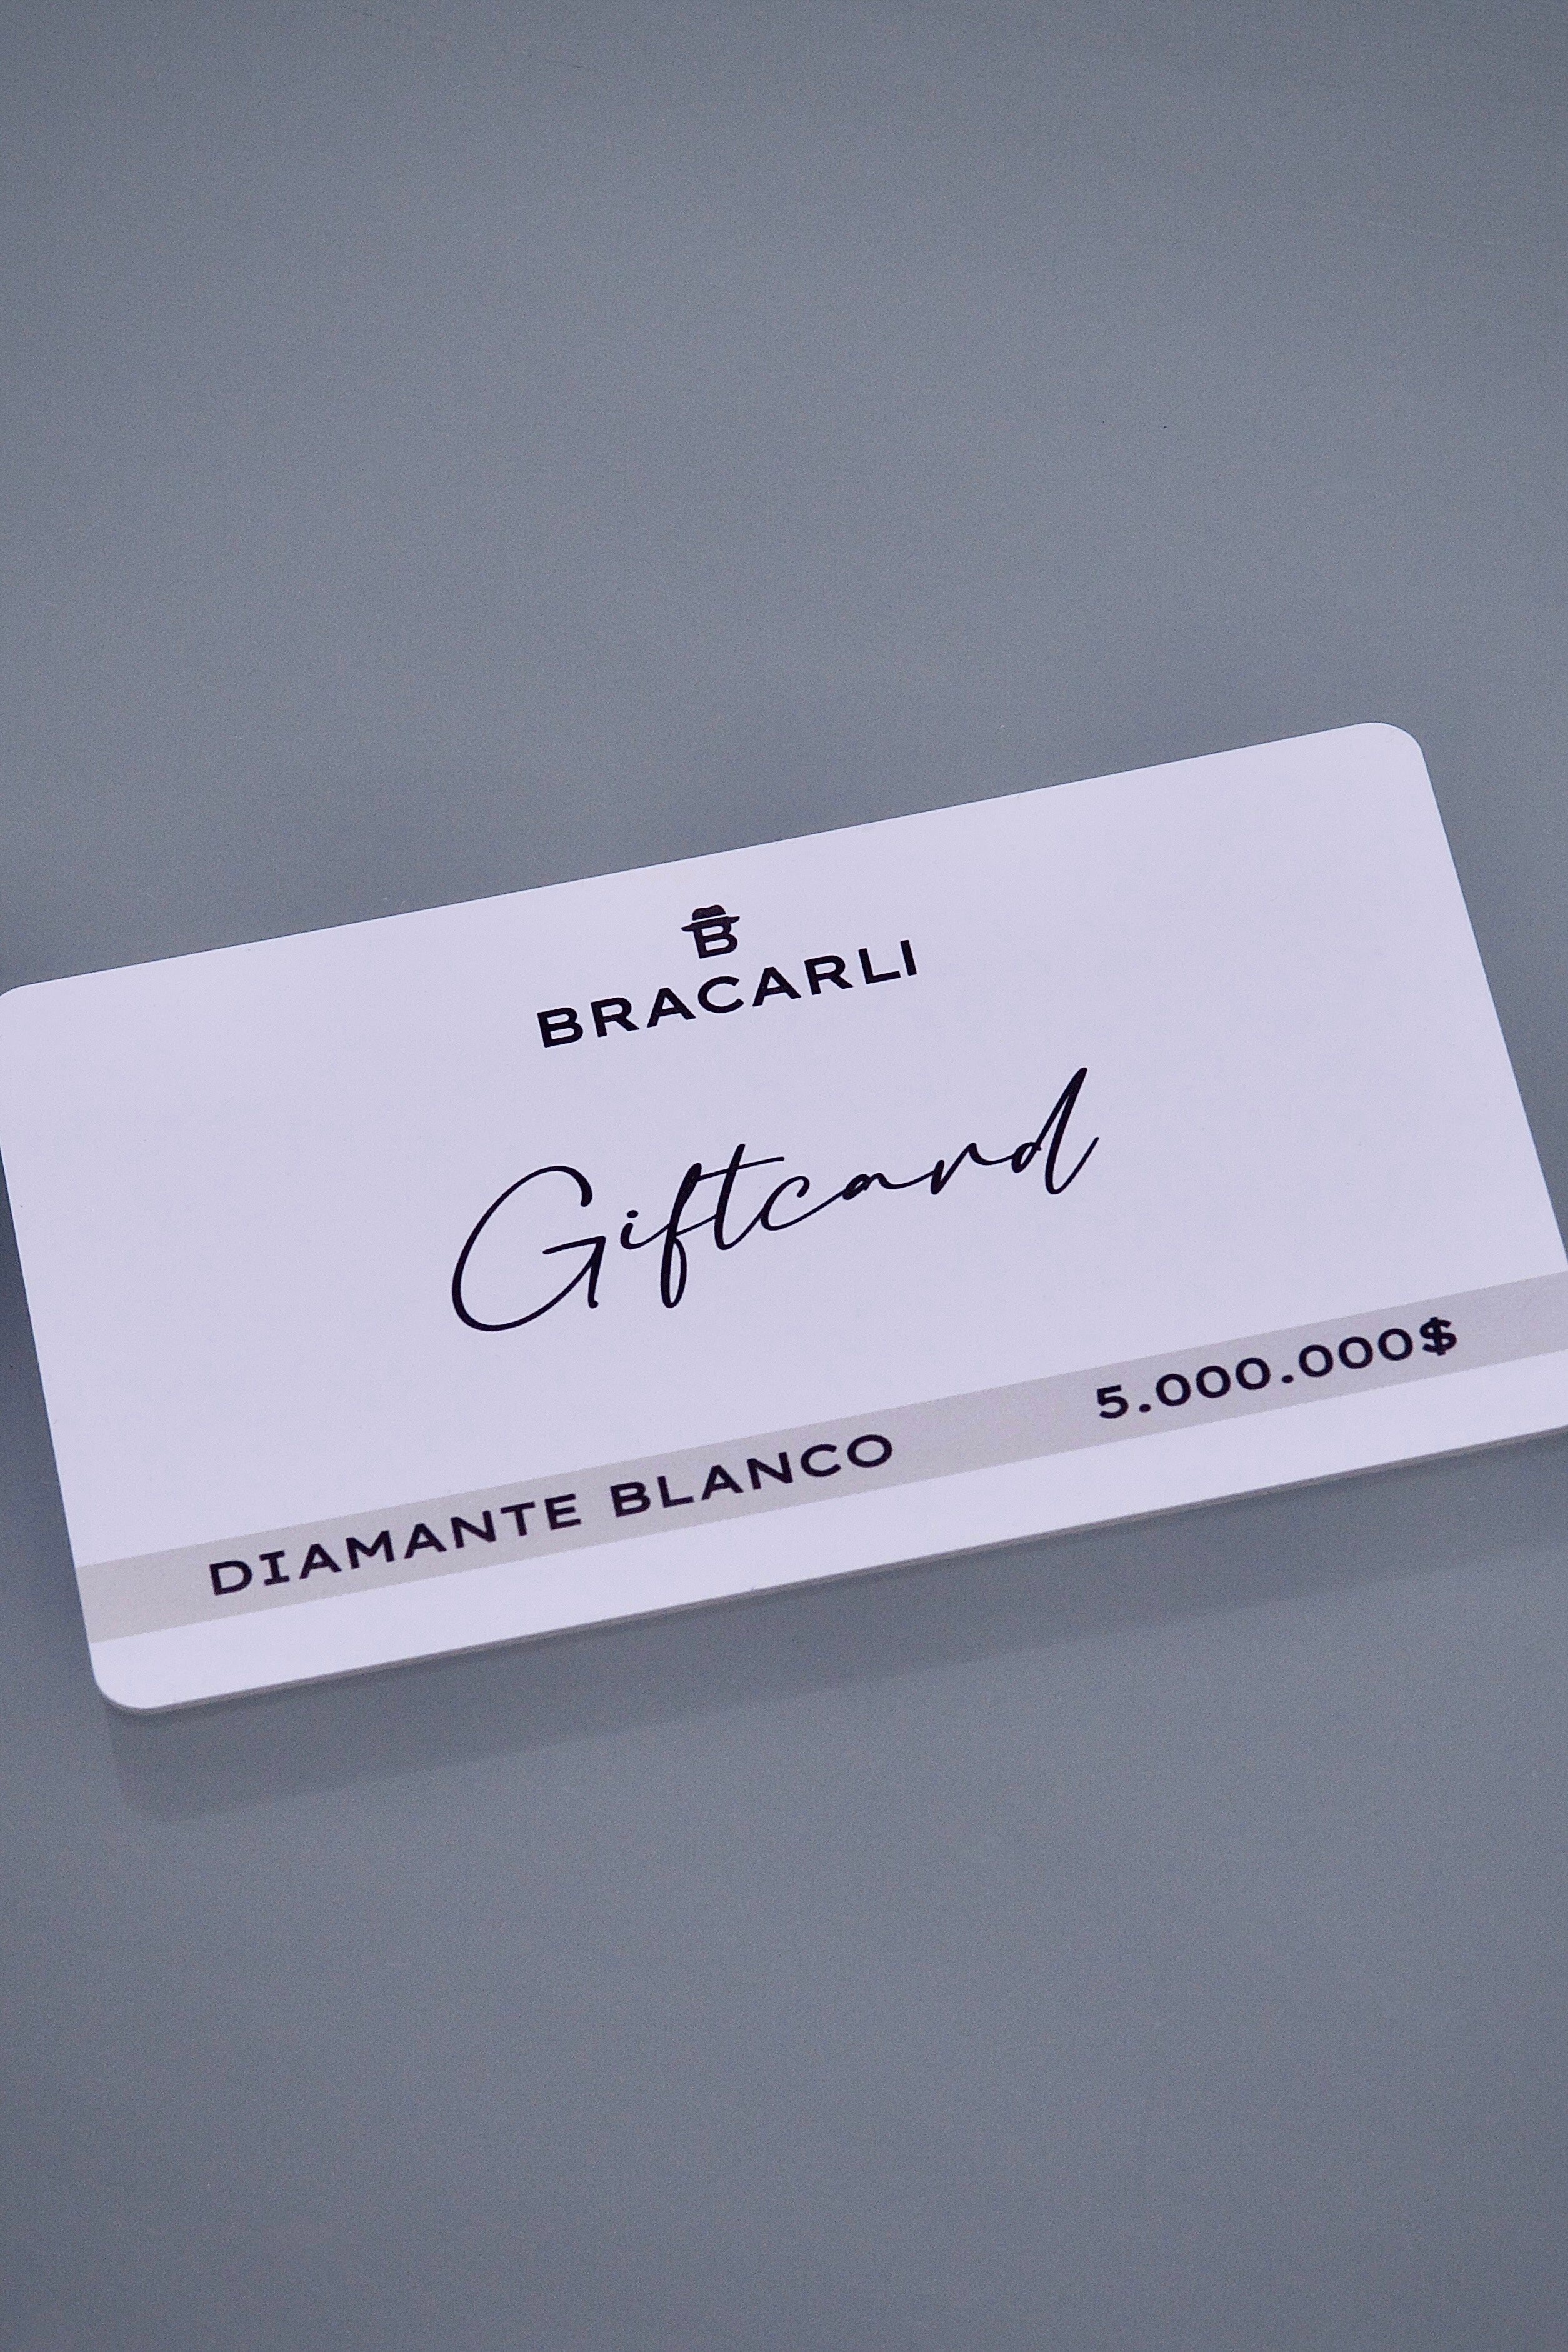 B
BRACARLI
Giftcard
DIAMANTE BLANCO 5.000.000$